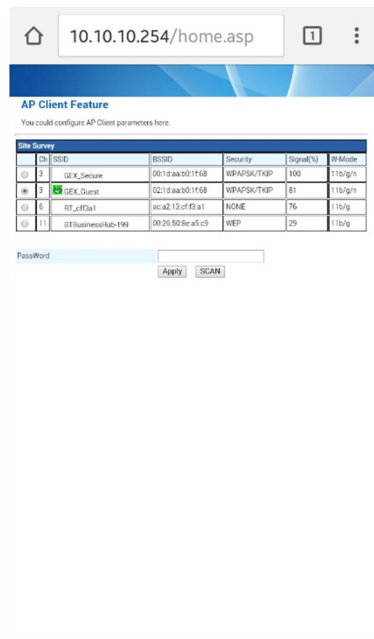 10.10.10.254/home.asp 1
AP Client Feature
You could configure AP Client parameters here.
Site Survey
Ch SSID BSSID Security Signal(%) W-Mode
3 GEX_Secure 00:1d:aa:b0:1f:68 WPAPSK/TKIP 100 11b/g/n
3 GEX_Guest 02:1d:aa:b0:1f:68 WPAPSK/TKIP 81 11b/g/n
6 RT_cff3a1 ac:a2:13:cf:f3:a1 NONE 76 11b/g
11 BTBusinessHub-199 00:26:50:8e:a5:c9 WEP 29 11b/g
PassWord
Apply SCAN